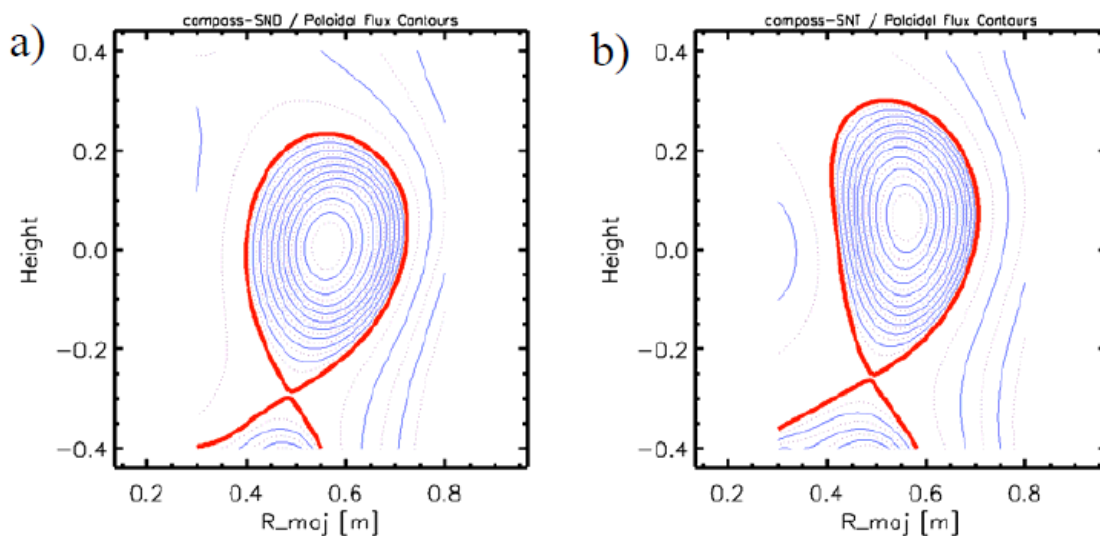 a)
compass-SND / Poloidal Flux Contours
Height
0.4
0.2
0.0
-0.2
-0.4
0.2 0.4 0.6 0.8
R_maj [m]
b)
compass-SNT / Poloidal Flux Contours
Height
0.4
0.2
0.0
-0.2
-0.4
0.2 0.4 0.6 0.8
R_maj [m]